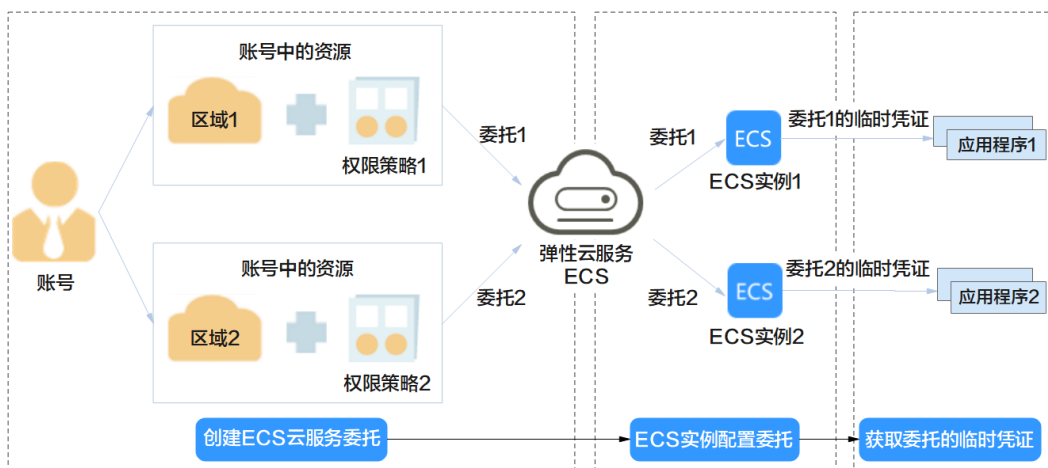 账号中的资源
区域1
权限策略1
账号
账号中的资源
区域2
权限策略2
委托1
委托2
弹性云服务
ECS
委托1
委托2
ECS
ECS实例1
ECS
ECS实例2
委托1的临时凭证
应用程序1
委托2的临时凭证
应用程序2
创建ECS云服务委托
ECS实例配置委托
获取委托的临时凭证